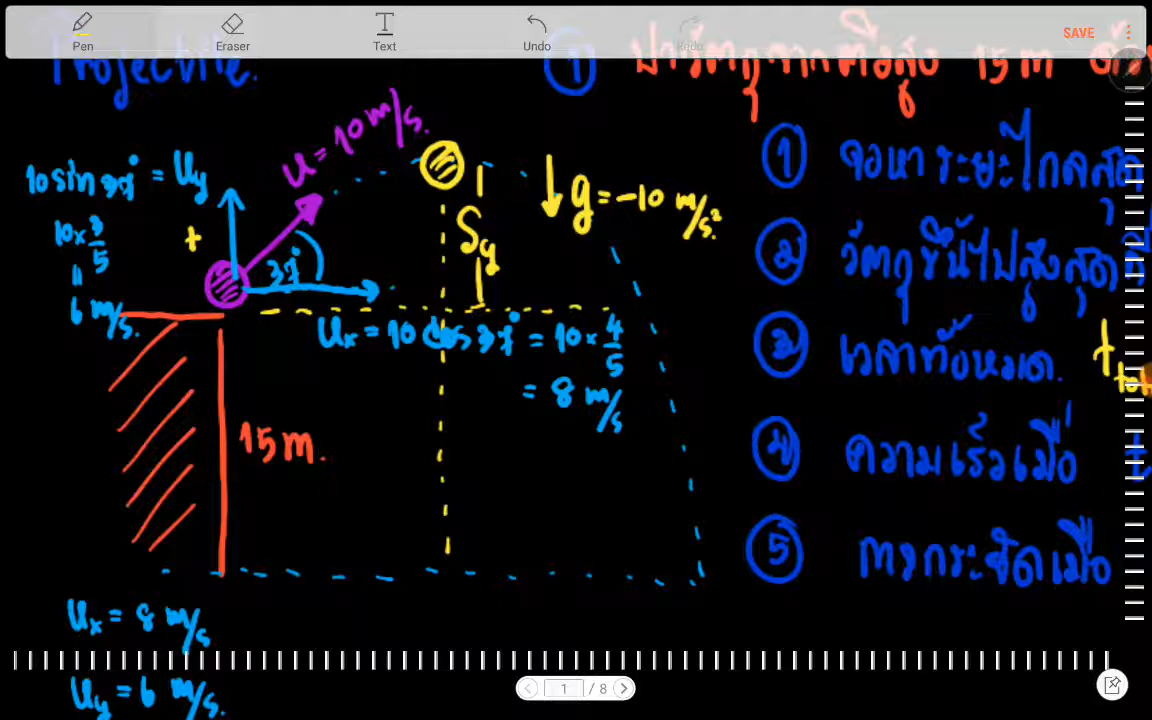 Pen
Eraser
Text
Undo
Redo
SAVE
Projectile.
① ปาวัตถุจากตึกสูง 15 m ด้ว
u = 10 m/s.
10 sin 37° = Uy
10 × 3/5
=
6 m/s.
+
37°
Sy
g = -10 m/s².
Ux = 10 cos 37° = 10 × 4/5
= 8 m/s
15 m.
Ux = 8 m/s
Uy = 6 m/s.
① จงหาระยะไกลสุด
② วัตถุขึ้นไปสูงสุด
③ เวลาทั้งหมด.
④ ความเร็วเมื่อ t
⑤ การกระจัดเมื่อ
1 / 8